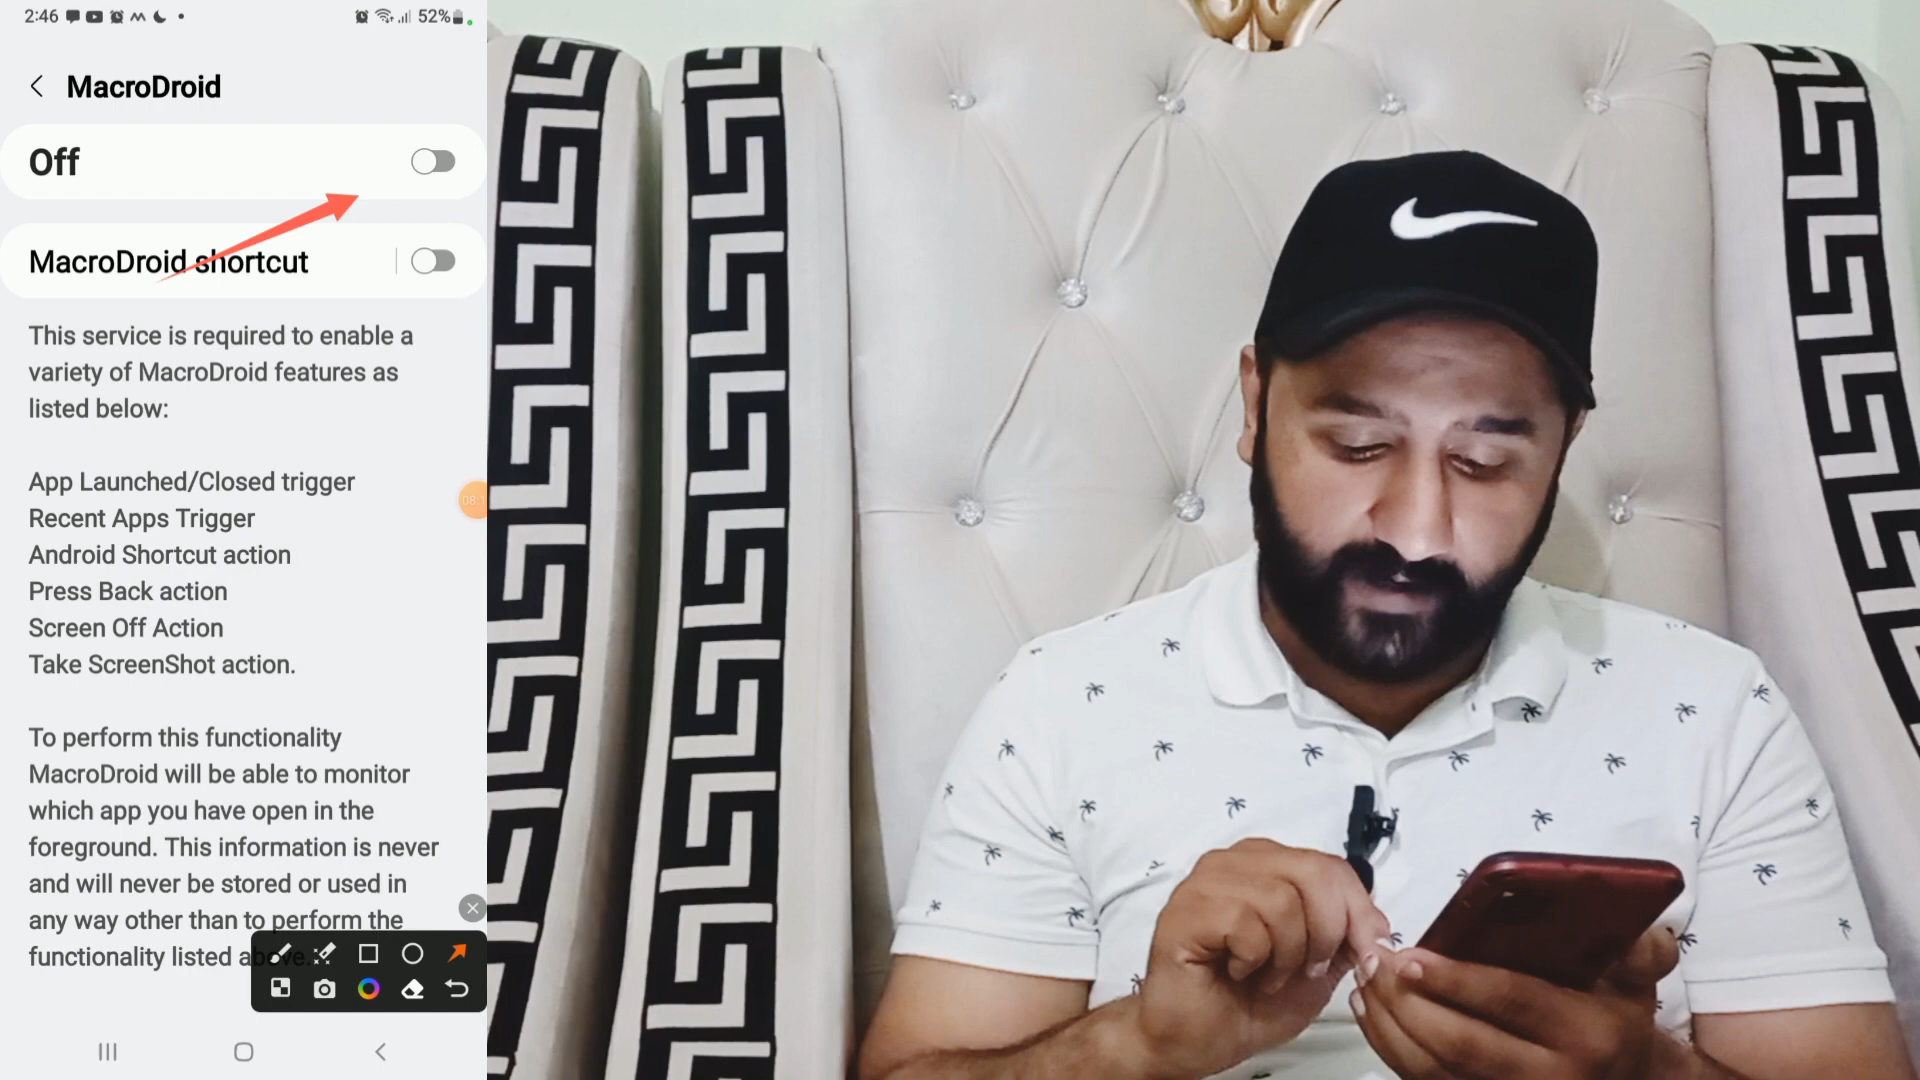 2:46
52%
MacroDroid
Off
MacroDroid shortcut
This service is required to enable a
variety of MacroDroid features as
listed below:
App Launched/Closed trigger
Recent Apps Trigger
Android Shortcut action
Press Back action
Screen Off Action
Take ScreenShot action.
To perform this functionality
MacroDroid will be able to monitor
which app you have open in the
foreground. This information is never
and will never be stored or used in
any way other than to perform the
functionality listed above.